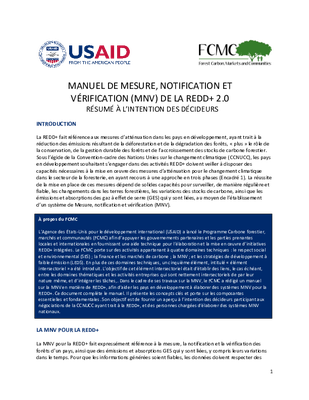 USAID
FROM THE AMERICAN PEOPLE
FCMC
Forest Carbon, Markets and Communities
MANUEL DE MESURE, NOTIFICATION ET
VÉRIFICATION (MNV) DE LA REDD+ 2.0
RÉSUMÉ À L'INTENTION DES DÉCIDEURS
INTRODUCTION
La REDD+ fait référence aux mesures d'atténuation dans les pays en développement, ayant trait à la
réduction des émissions résultant de la déforestation et de la dégradation des forêts, « plus » le rôle de
la conservation, de la gestion durable des forêts et de l'accroissement des stocks de carbone forestier.
Sous l'égide de la Convention-cadre des Nations Unies sur le changement climatique (CCNUCC), les pays
en développement souhaitant s'engager dans des activités REDD+ doivent veiller à disposer des
capacités nécessaires à la mise en œuvre des mesures d'atténuation pour le changement climatique
dans le secteur de la foresterie, en ayant recours à une approche en trois phases (Encadré 1). La réussite
de la mise en place de ces mesures dépend de solides capacités pour surveiller, de manière régulière et
fiable, les changements dans les terres forestières, les variations des stocks de carbone, ainsi que les
émissions et absorptions des gaz à effet de serre (GES) qui y sont liées, au moyen de l'établissement
d'un système de Mesure, Notification et Vérification (MNV).
À propos du FCMC
L'Agence des États-Unis pour le développement international (USAID) a lancé le Programme Carbone forestier,
marchés et communautés (FCMC) afin d'appuyer les gouvernements partenaires et les parties prenantes
locales et internationales en fournissant une aide technique pour l'élaboration et la mise en œuvre d'initiatives
REDD+ intégrées. Le FCMC porte sur des activités appartenant à quatre domaines techniques : le respect social
et environnemental (SES) ; la finance et les marchés de carbone ; la MNV ; et les stratégies de développement à
faible émission (LEDS). En plus de ces domaines techniques, un cinquième élément, intitulé « élément
intersectoriel » a été introduit. L'objectif de cet élément intersectoriel était d'établir des liens, le cas échéant,
entre les domaines thématiques et les activités entreprises qui sont nettement intersectoriels de par leur
nature même, et d'intégrer les tâches. Dans le cadre de ses travaux sur la MNV, le FCMC a rédigé un manuel
sur la MNV en matière de REDD+, afin d'aider les pays en développement à élaborer des systèmes MNV pour la
REDD+. Ce document complète le manuel. Il présente les concepts clés et porte sur les composantes
essentielles et fondamentales. Son objectif est de fournir un aperçu à l'intention des décideurs participant aux
négociations de la CCNUCC ayant trait à la REDD+, et des personnes chargées d'élaborer des systèmes MNV
nationaux.
LA MNV POUR LA REDD+
La MNV pour la REDD+ fait expressément référence à la mesure, la notification et la vérification des
forêts d'un pays, ainsi que des émissions et absorptions GES qui y sont liées, y compris leurs variations
dans le temps. Pour que les informations générées soient fiables, les données doivent respecter des
1